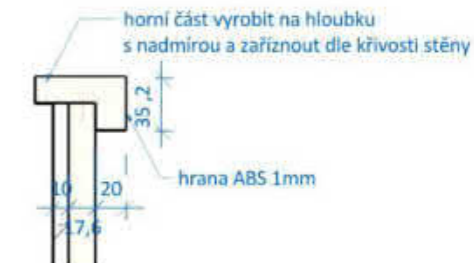 horní část vyrobit na hloubku
s nadmírou a zaříznout dle křivosti stěny
35,2
hrana ABS 1mm
10
20
17,6